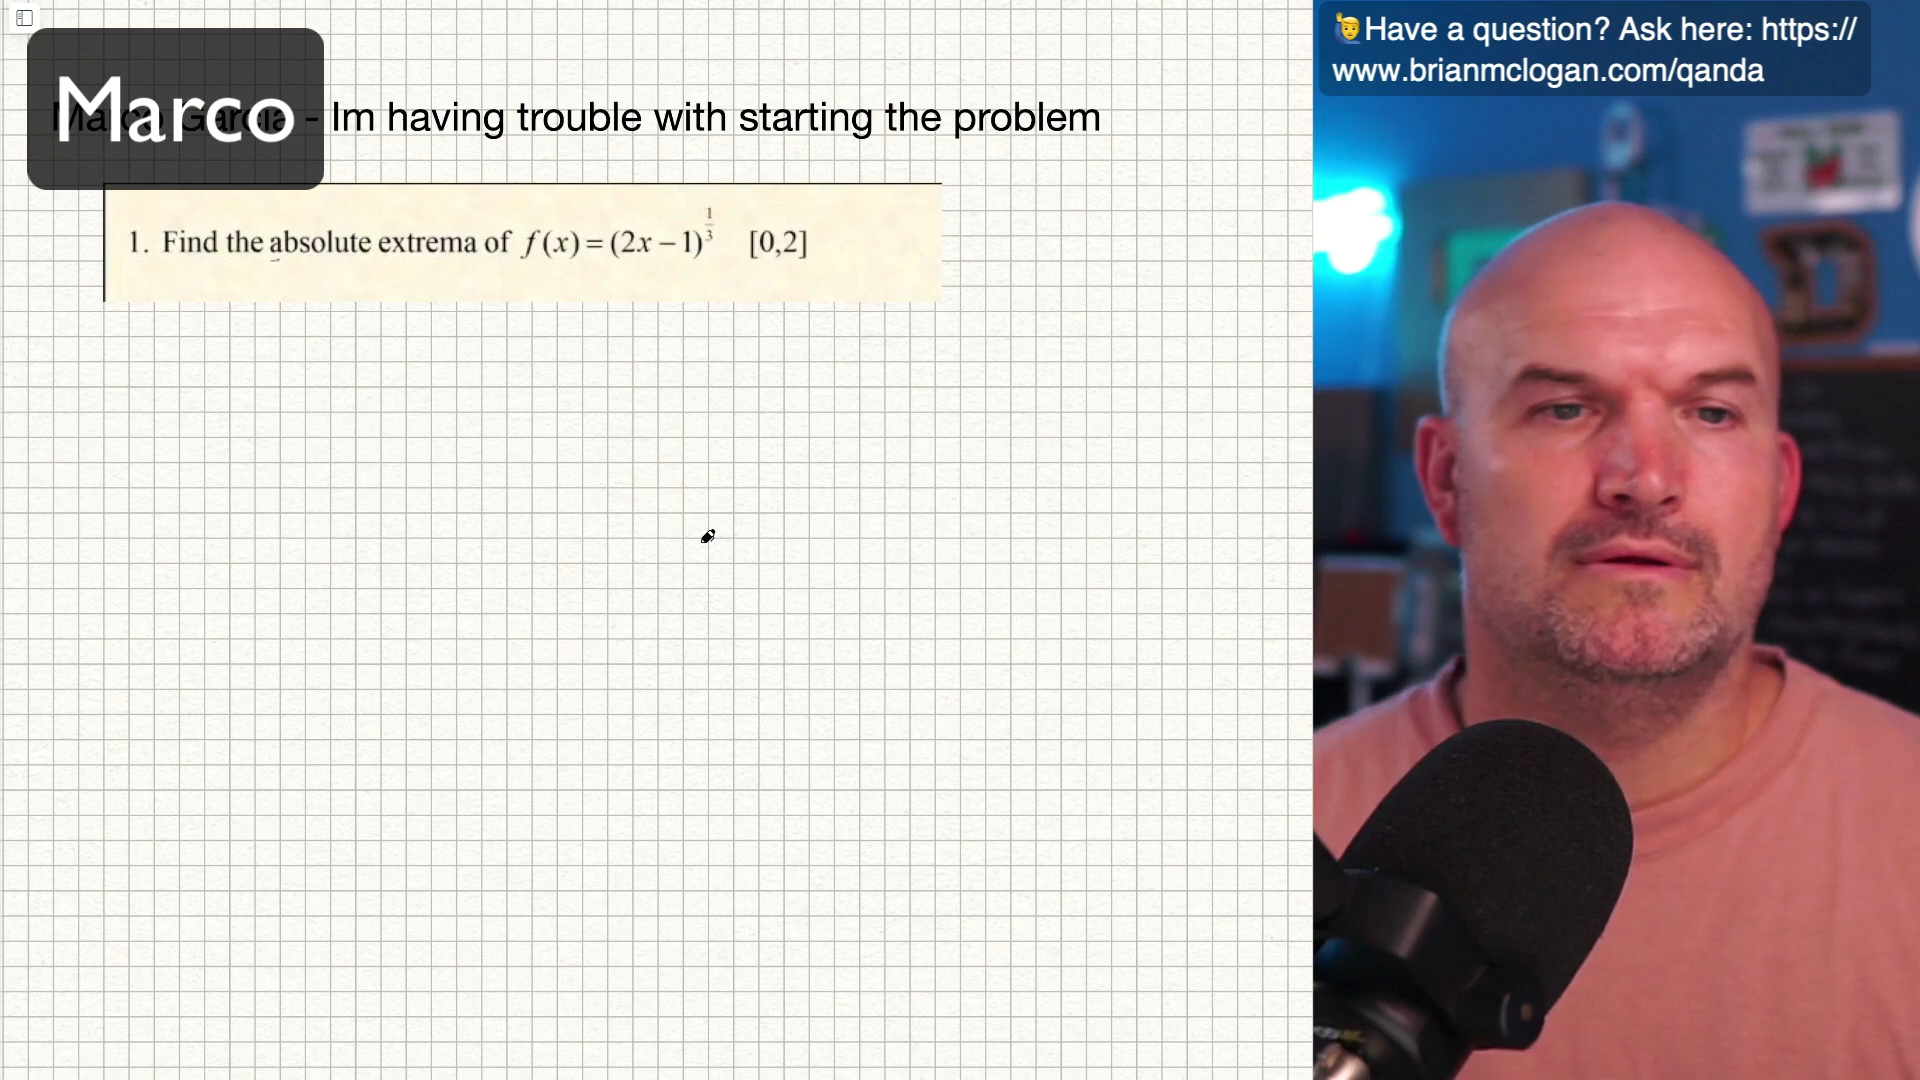 Marco
- Im having trouble with starting the problem
1. Find the absolute extrema of f(x) = (2x – 1)^{1/3} [0,2]
🙋‍♂️Have a question? Ask here: https://
www.brianmclogan.com/qanda